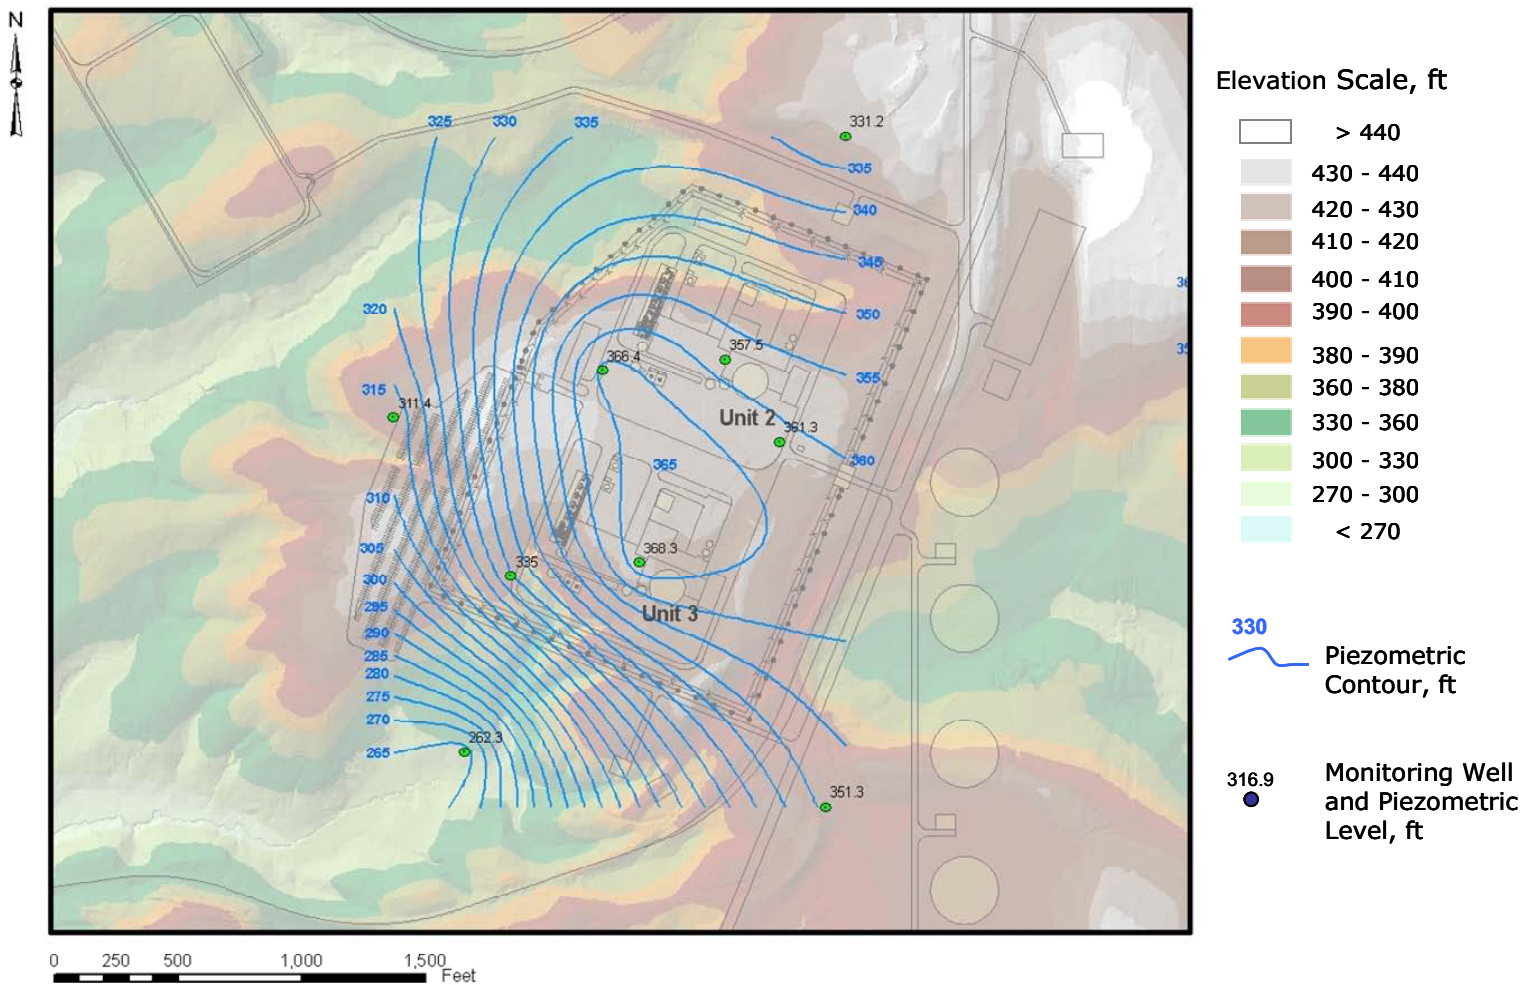 N
325
330
335
331.2
335
340
345
350
355
360
320
315
311.4
366.4
357.5
Unit 2
361.3
365
310
305
300
295
290
285
280
275
270
265
335
368.3
Unit 3
262.3
351.3
0 250 500 1,000 1,500
Feet
Elevation Scale, ft
> 440
430 - 440
420 - 430
410 - 420
400 - 410
390 - 400
380 - 390
360 - 380
330 - 360
300 - 330
270 - 300
< 270
330
Piezometric
Contour, ft
316.9
Monitoring Well
and Piezometric
Level, ft